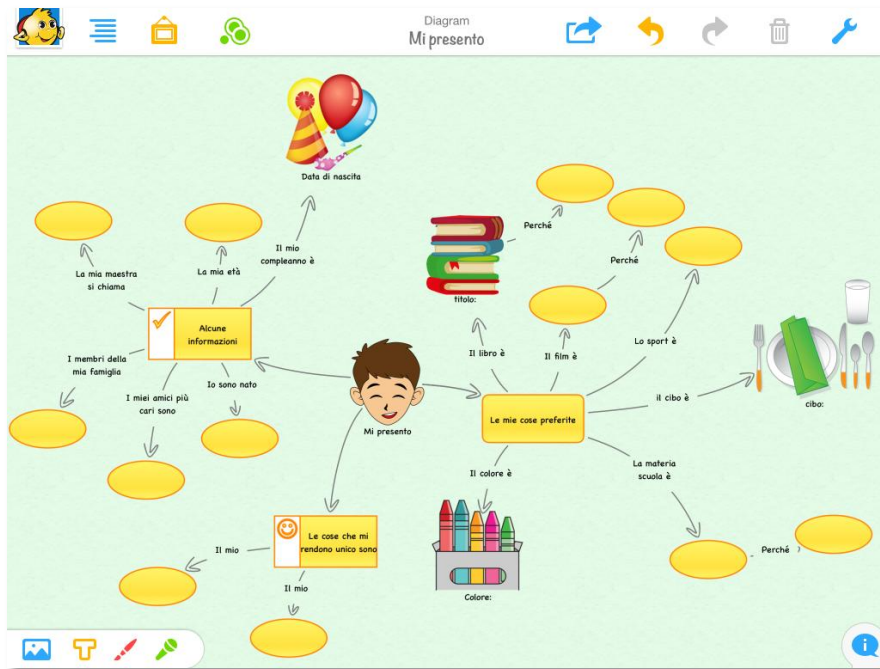 Diagram
Mi presento
Data di nascita
La mia maestra
si chiama
La mia età
Il mio
compleanno è
Alcune
informazioni
I membri della
mia famiglia
I miei amici più
cari sono
Io sono nato
Mi presento
Le cose che mi
rendono unico sono
Il mio
Il mio
titolo:
Perché
Perché
Il libro è
Il film è
Lo sport è
il cibo è
cibo:
Le mie cose preferite
Il colore è
Colore:
La materia
scuola è
Perché